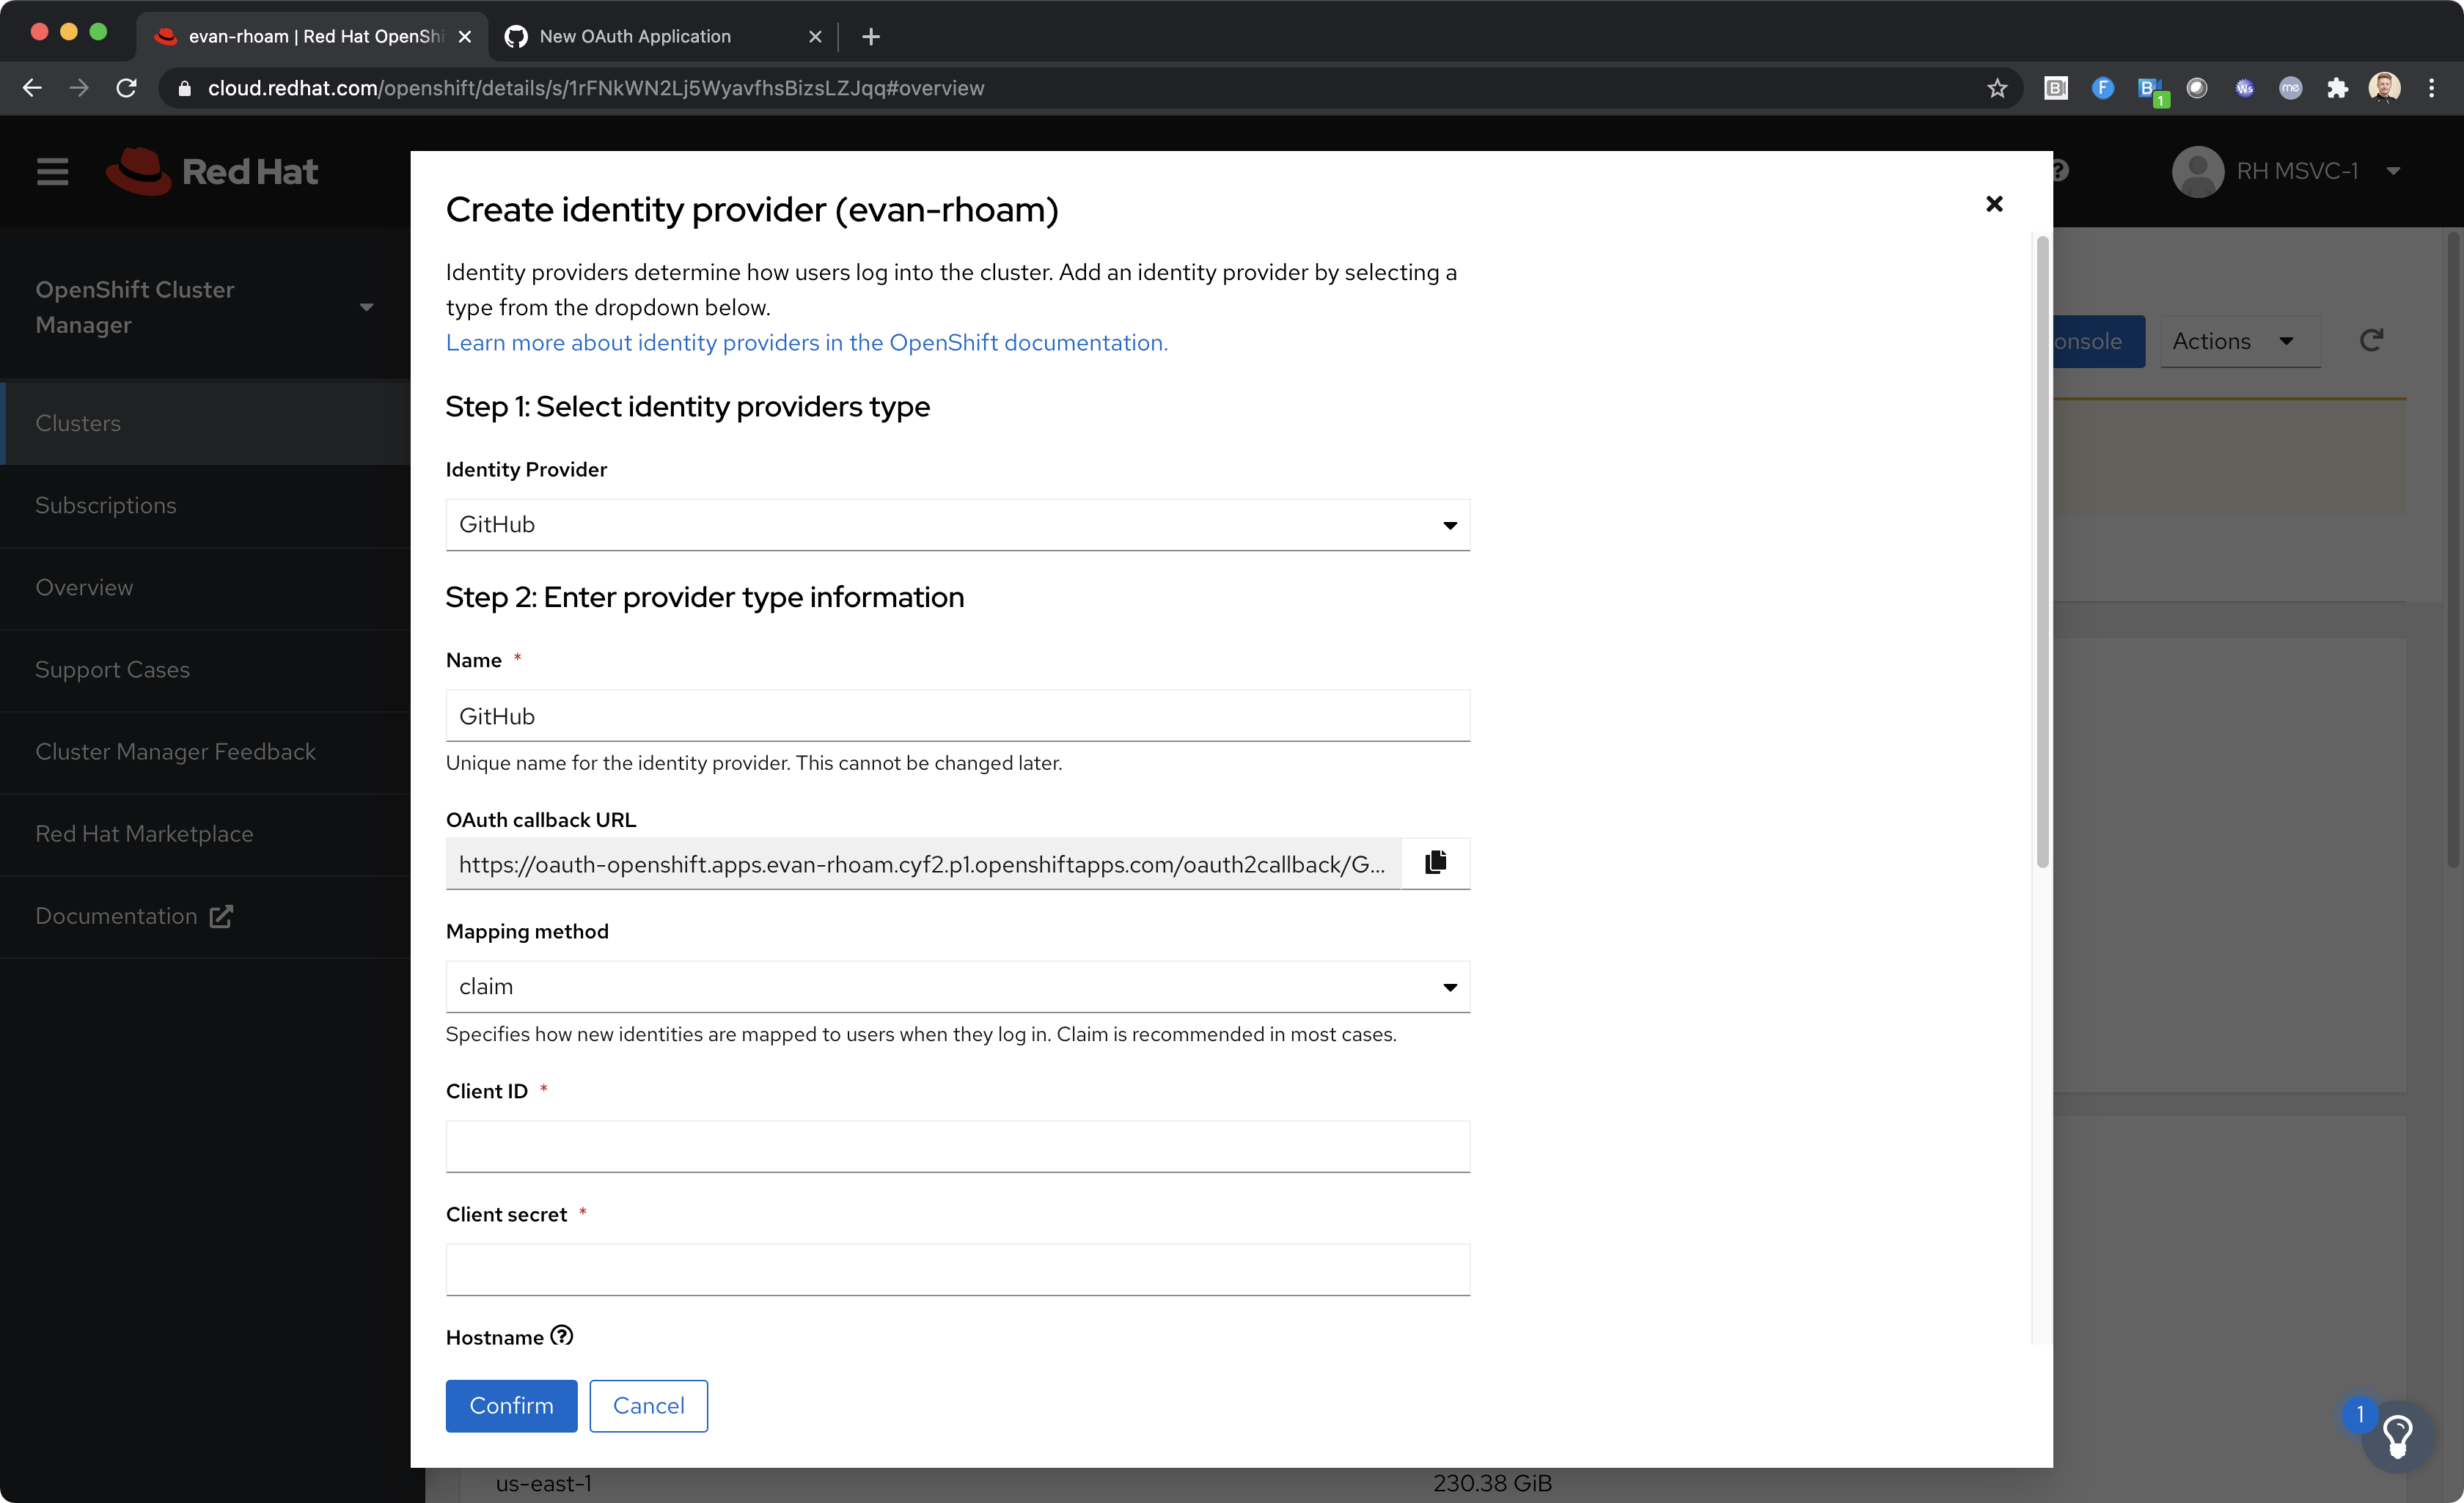 evan-rhoam | Red Hat OpenShi
New OAuth Application
cloud.redhat.com/openshift/details/s/1rFNkWN2Lj5WyavfhsBizsLZJqq#overview
B
F
B
1
Ws
me
Red Hat
RH MSVC-1
OpenShift Cluster
Manager
Clusters
Subscriptions
Overview
Support Cases
Cluster Manager Feedback
Red Hat Marketplace
Documentation
onsole
Actions
Create identity provider (evan-rhoam)
Identity providers determine how users log into the cluster. Add an identity provider by selecting a
type from the dropdown below.
Learn more about identity providers in the OpenShift documentation.
Step 1: Select identity providers type
Identity Provider
GitHub
Step 2: Enter provider type information
Name *
GitHub
Unique name for the identity provider. This cannot be changed later.
OAuth callback URL
https://oauth-openshift.apps.evan-rhoam.cyf2.p1.openshiftapps.com/oauth2callback/G...
Mapping method
claim
Specifies how new identities are mapped to users when they log in. Claim is recommended in most cases.
Client ID *
Client secret *
Hostname
Confirm
Cancel
1
us-east-1
230.38 GiB